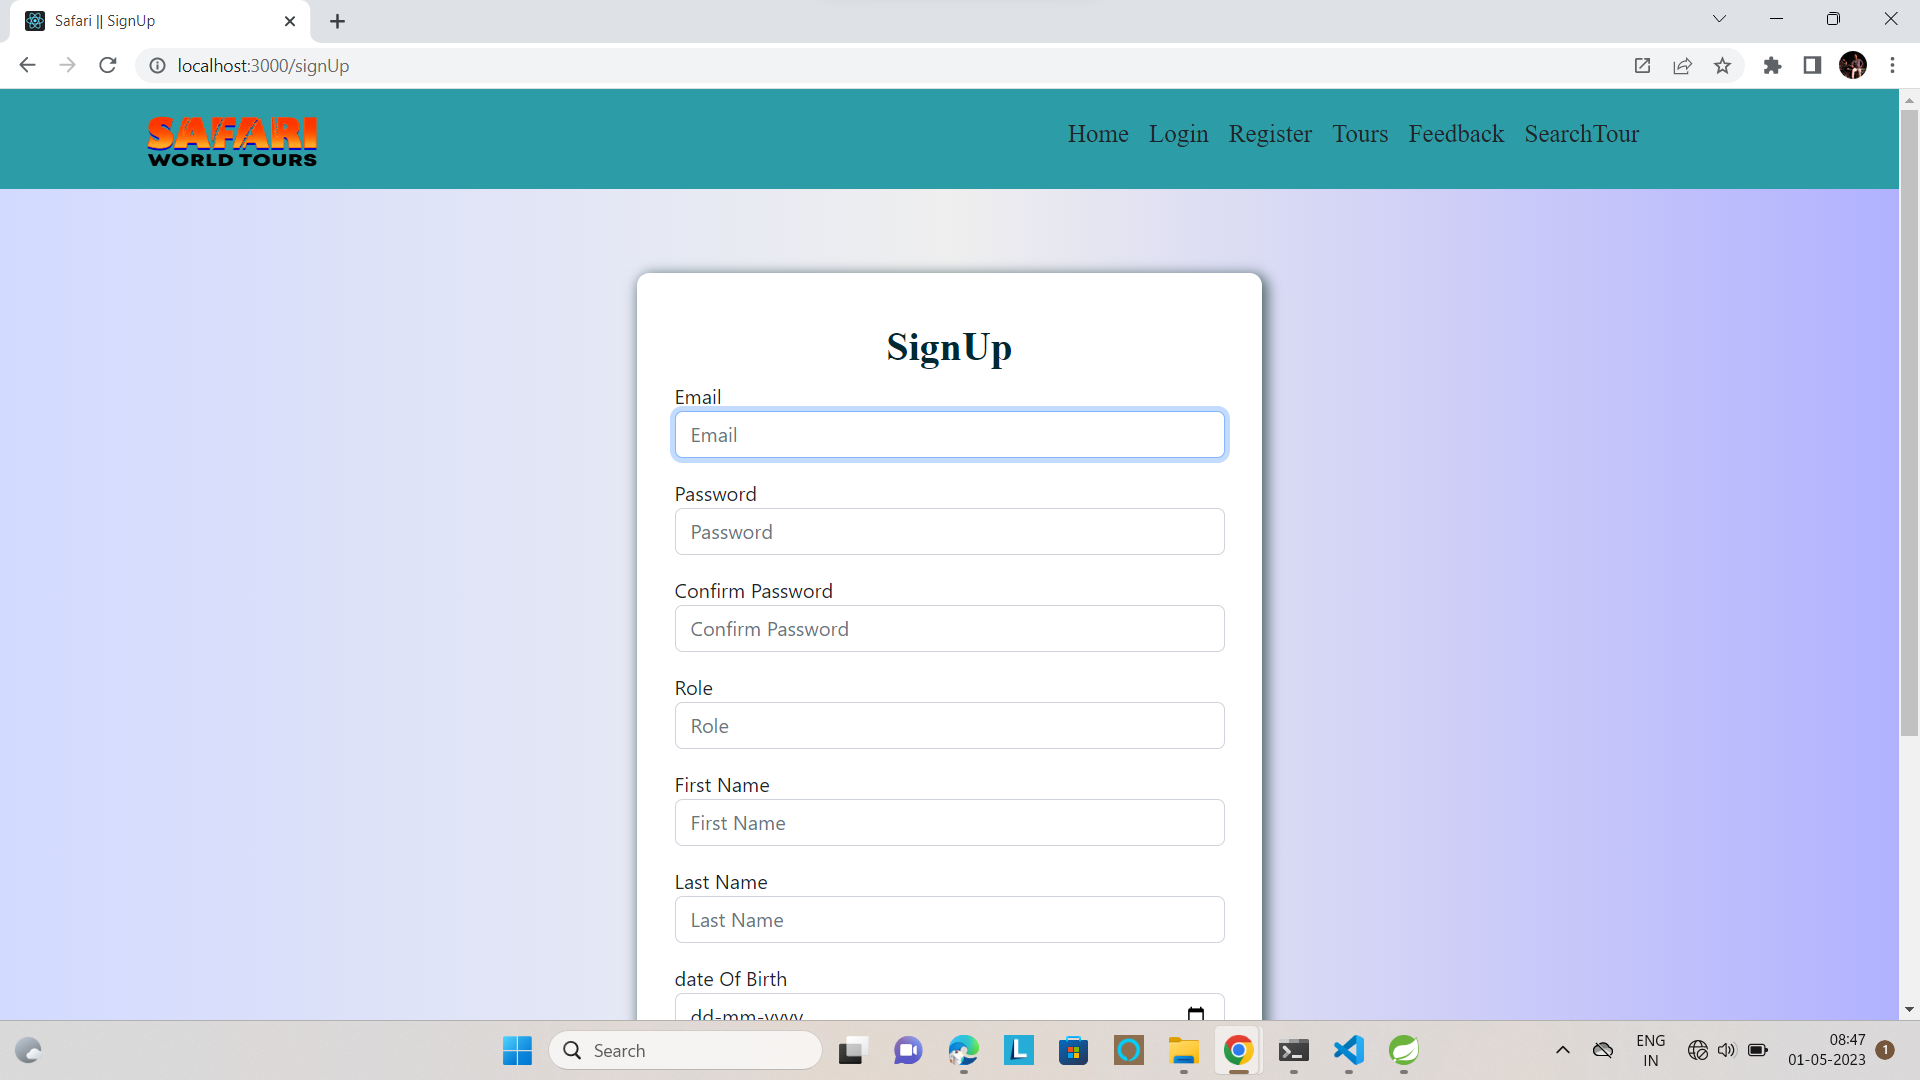 Safari || SignUp
localhost:3000/signUp
SAFARI
WORLD TOURS
Home Login Register Tours Feedback SearchTour
SignUp
Email
Email
Password
Password
Confirm Password
Confirm Password
Role
Role
First Name
First Name
Last Name
Last Name
date Of Birth
dd-mm-yyyy
Search
L
ENG
IN
08:47
01-05-2023
1